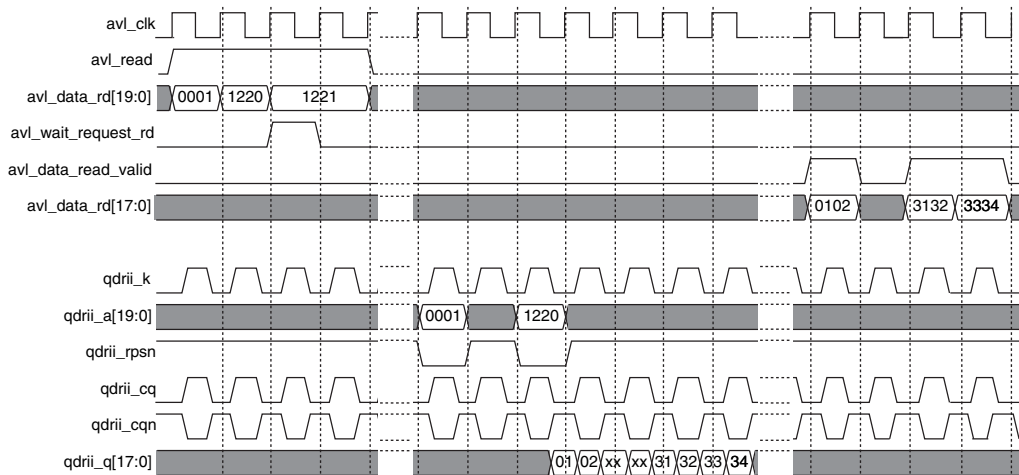 avl_clk
avl_read
avl_data_rd[19:0] 0001 1220 1221
avl_wait_request_rd
avl_data_read_valid
avl_data_rd[17:0] 0102 3132 3334
qdrii_k
qdrii_a[19:0] 0001 1220
qdrii_rpsn
qdrii_cq
qdrii_cqn
qdrii_q[17:0] 01 02 xx xx 31 32 33 34